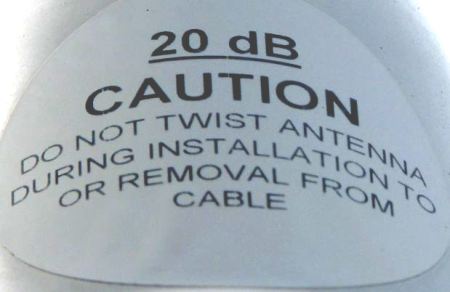 20 dB
CAUTION
DO NOT TWIST ANTENNA
DURING INSTALLATION TO
OR REMOVAL FROM
CABLE